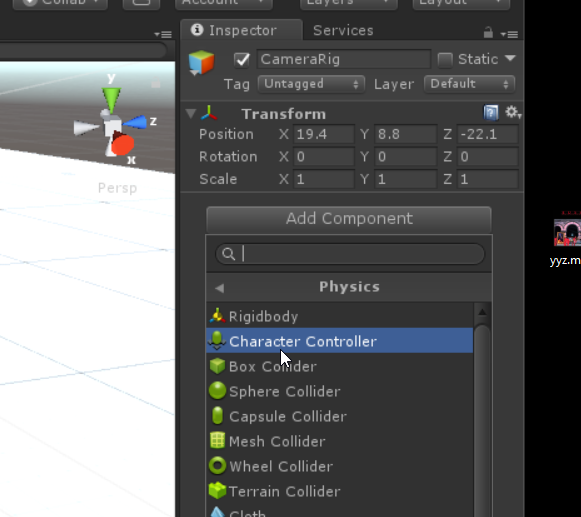 Collab Account Layers Layout
Inspector Services
CameraRig Static
Tag Untagged Layer Default
Transform
Position X 19.4 Y 8.8 Z -22.1
Rotation X 0 Y 0 Z 0
Scale X 1 Y 1 Z 1
y
z
x
Persp
Add Component
Physics
Rigidbody
Character Controller
Box Collider
Sphere Collider
Capsule Collider
Mesh Collider
Wheel Collider
Terrain Collider
Cloth
yyz.m